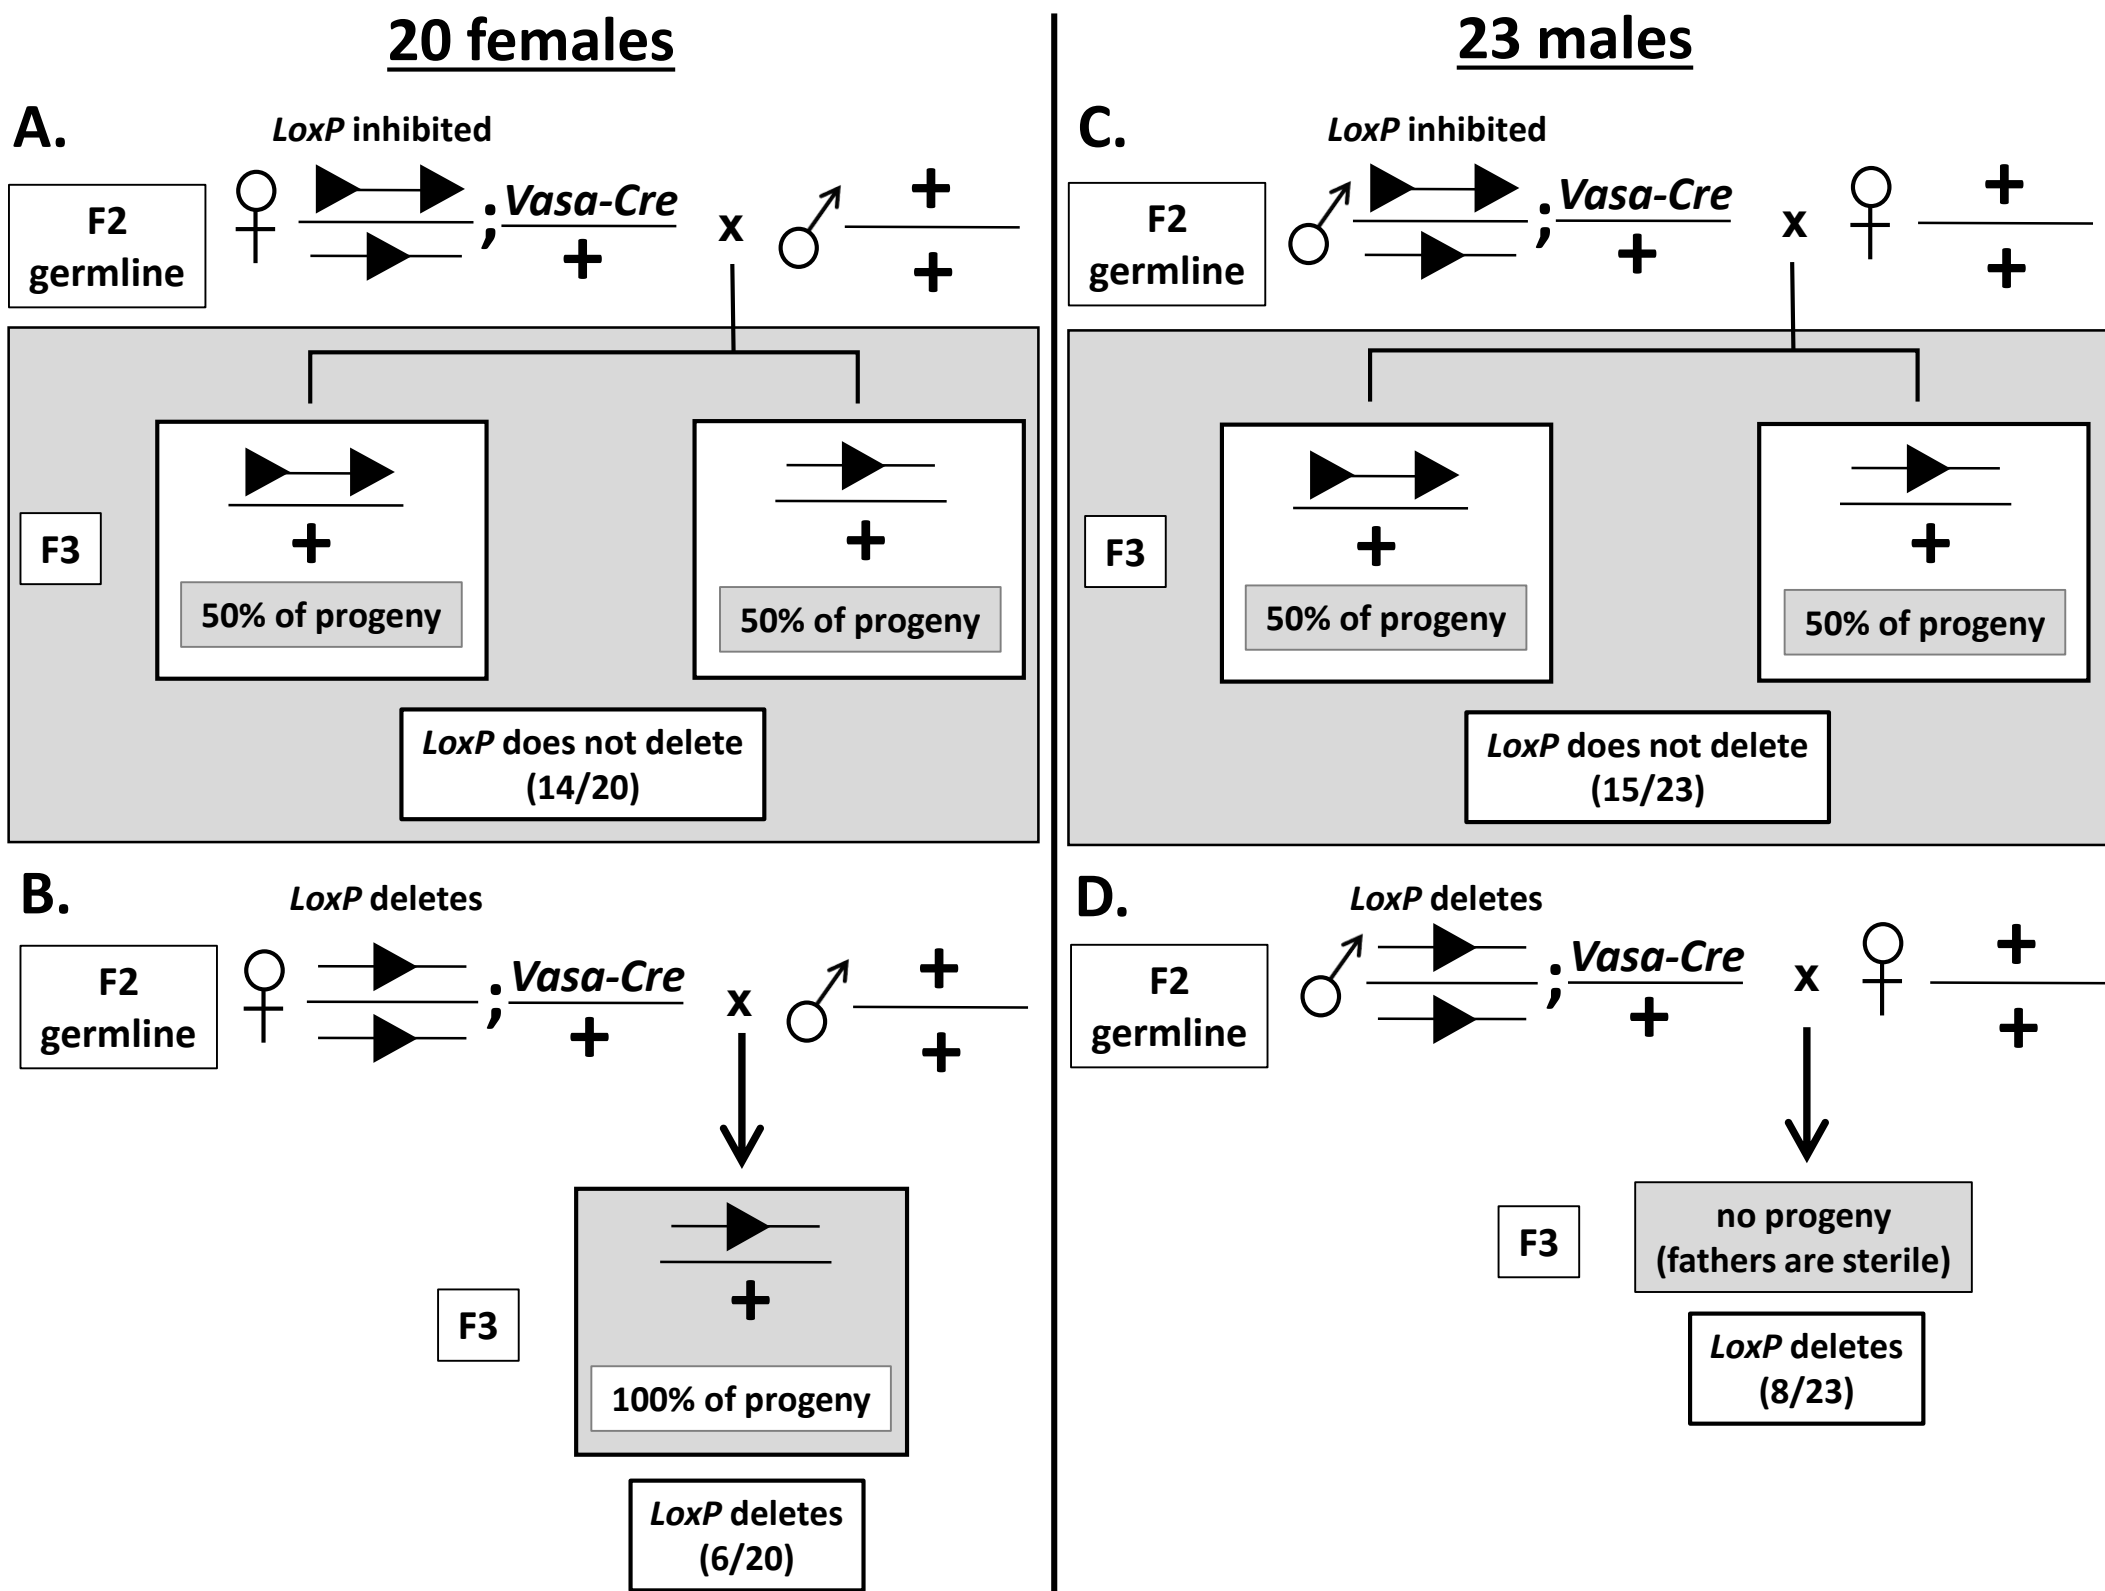 20 females
A.
LoxP inhibited
F2
germline
; Vasa-Cre
+
x
+
+
F3
+
50% of progeny
+
50% of progeny
LoxP does not delete
(14/20)
B.
LoxP deletes
F2
germline
; Vasa-Cre
+
x
+
+
F3
+
100% of progeny
LoxP deletes
(6/20)
23 males
C.
LoxP inhibited
F2
germline
; Vasa-Cre
+
x
+
+
F3
+
50% of progeny
+
50% of progeny
LoxP does not delete
(15/23)
D.
LoxP deletes
F2
germline
; Vasa-Cre
+
x
+
+
F3
no progeny
(fathers are sterile)
LoxP deletes
(8/23)